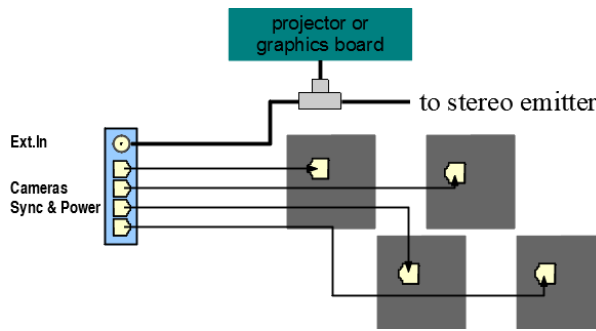 projector or
graphics board
to stereo emitter
Ext.In
Cameras
Sync & Power